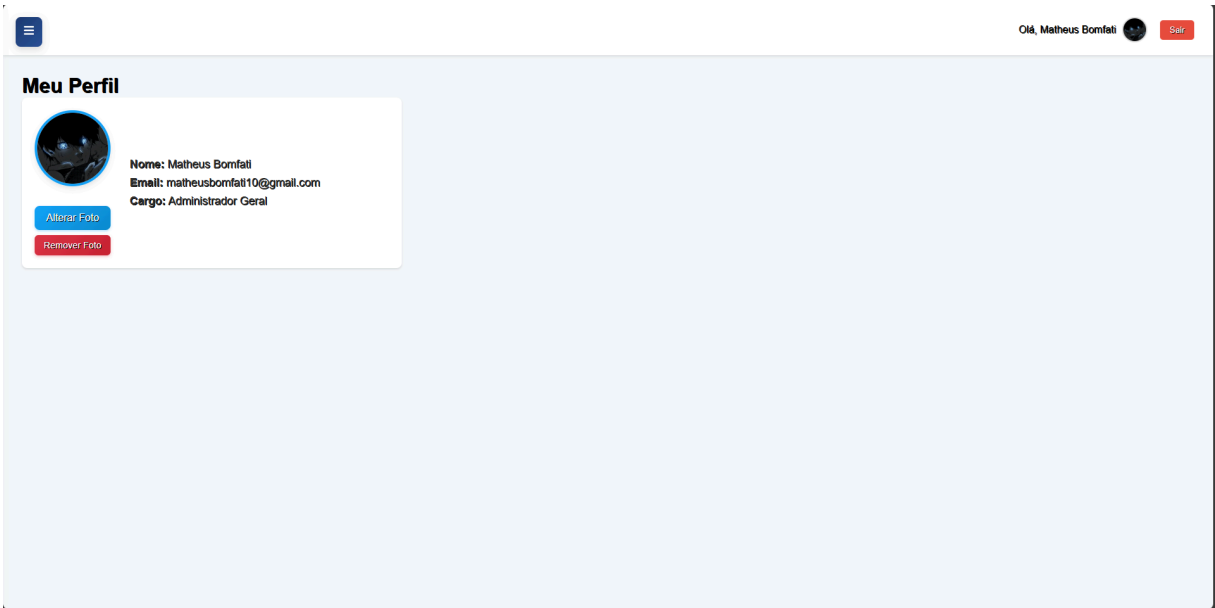 Olá, Matheus Bomfati
Sair
Meu Perfil
Nome: Matheus Bomfati
Email: matheusbomfati10@gmail.com
Cargo: Administrador Geral
Alterar Foto
Remover Foto